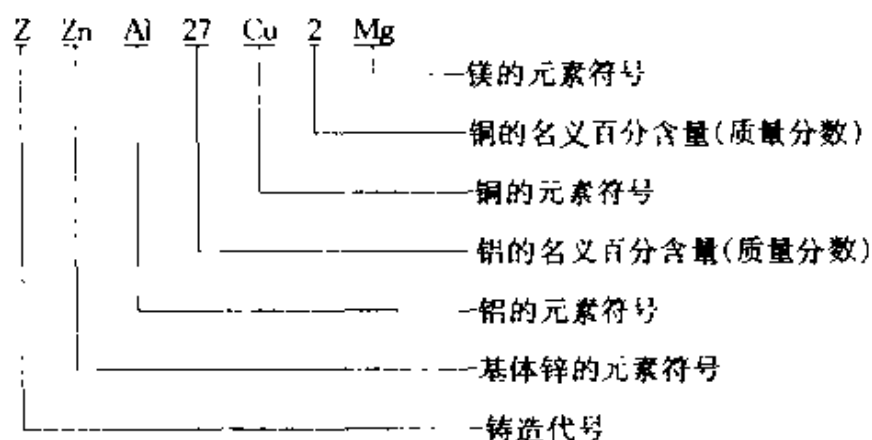 Z Zn Al 27 Cu 2 Mg
镁的元素符号
铜的名义百分含量(质量分数)
铜的元素符号
铝的名义百分含量(质量分数)
铝的元素符号
基体锌的元素符号
铸造代号